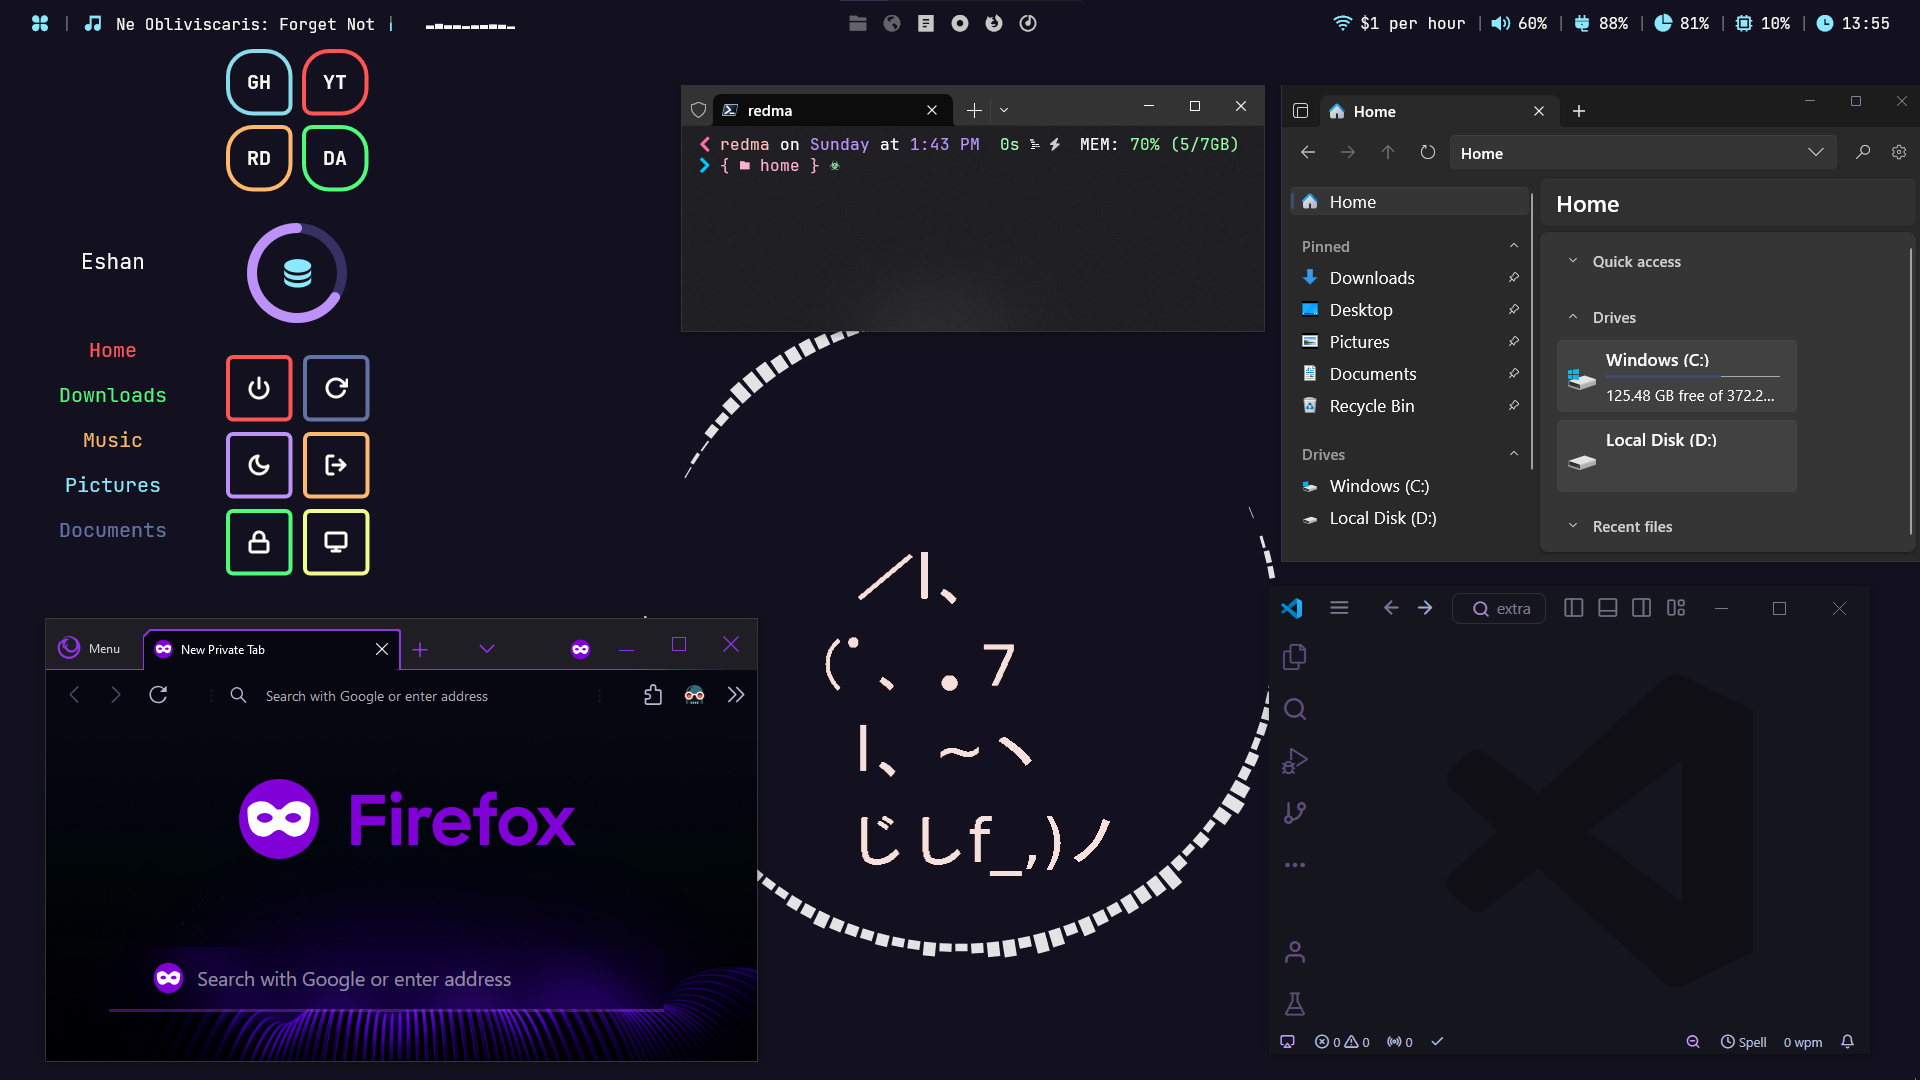 Ne Obliviscaris: Forget Not
$1 per hour
60%
88%
81%
10%
13:55
GH
YT
RD
DA
Eshan
Home
Downloads
Music
Pictures
Documents
redma
redma on Sunday at 1:43 PM 0s MEM: 70% (5/7GB)
{ home }
Home
Home
Home
Pinned
Downloads
Desktop
Pictures
Documents
Recycle Bin
Drives
Windows (C:)
Local Disk (D:)
Home
Quick access
Drives
Windows (C:)
125.48 GB free of 372.2...
Local Disk (D:)
Recent files
Menu
New Private Tab
Search with Google or enter address
Firefox
Search with Google or enter address
／l、
(ﾟ､ 。７
l、~ヽ
じしf_,)ノ
extra
0 0
0
Spell
0 wpm